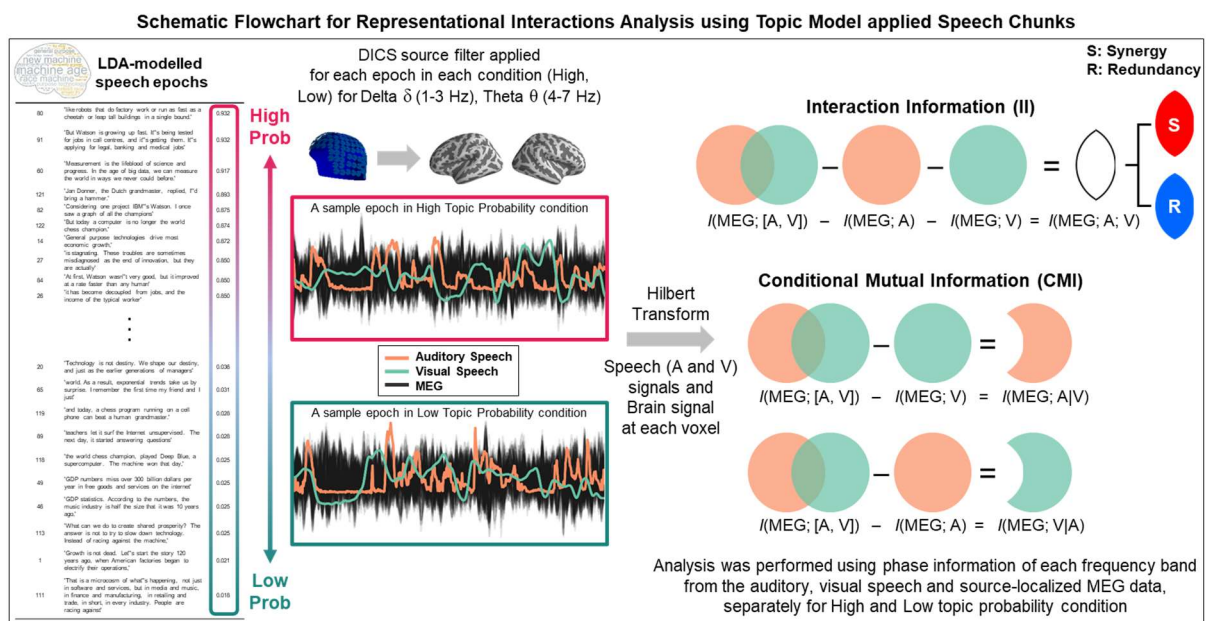 Schematic Flowchart for Representational Interactions Analysis using Topic Model applied Speech Chunks
new machine
machine age
race machine
LDA-modelled
speech epochs
80 "like robots that do factory work or run as fast as a 0.932
cheetah or leap tall buildings in a single bound."
91 'But Watson is growing up fast. It"s being tested 0.932
for jobs in call centres, and it"s getting them. It"s
applying for legal, banking and medical jobs'
60 "Measurement is the lifeblood of science and 0.917
progress. In the age of big data, we can measure
the world in ways we never could before.'
121 'Jan Donner, the Dutch grandmaster, replied, I"d 0.893
bring a hammer.'
82 "Considering one project IBM"s Watson. I once 0.875
saw a graph of all the champions'
122 "But today a computer is no longer the world 0.874
chess champion.'
14 "General purpose technologies drive most 0.872
economic growth,'
27 'is stagnating. These troubles are sometimes 0.850
misdiagnosed as the end of innovation, but they
are actually'
84 'At first, Watson wasn"t very good, but it improved 0.850
at a rate faster than any human'
26 'it has become decoupled from jobs, and the 0.850
income of the typical worker'
20 'Technology is not destiny. We shape our destiny, 0.036
and just as the earlier generations of managers'
65 'world. As a result, exponential trends take us by 0.031
surprise. I remember the first time my friend and I
just'
119 "and today, a chess program running on a cell 0.028
phone can beat a human grandmaster.'
89 'teachers let it surf the Internet unsupervised. The 0.028
next day, it started answering questions'
118 'the world chess champion, played Deep Blue, a 0.025
supercomputer. The machine won that day,'
49 "GDP numbers miss over 300 billion dollars per 0.025
year in free goods and services on the internet'
46 "GDP statistics. According to the numbers, the 0.025
music industry is half the size that it was 10 years
ago,'
113 "What can we do to create shared prosperity? The 0.025
answer is not to try to slow down technology.
Instead of racing against the machine,'
1 'Growth is not dead. Let"s start the story 120 0.021
years ago, when American factories began to
electrify their operations,'
111 "That is a microcosm of what"s happening, not just 0.018
in software and services, but in media and music,
in finance and manufacturing, in retailing and
trade, in short, in every industry. People are
racing against'
High
Prob
Low
Prob
DICS source filter applied
for each epoch in each condition (High,
Low) for Delta δ (1-3 Hz), Theta θ (4-7 Hz)
A sample epoch in High Topic Probability condition
Auditory Speech
Visual Speech
MEG
A sample epoch in Low Topic Probability condition
Hilbert
Transform
Speech (A and V)
signals and
Brain signal
at each voxel
S: Synergy
R: Redundancy
Interaction Information (II)
– – =
S
R
I(MEG; [A, V]) – I(MEG; A) – I(MEG; V) = I(MEG; A; V)
Conditional Mutual Information (CMI)
– =
I(MEG; [A, V]) – I(MEG; V) = I(MEG; A|V)
– =
I(MEG; [A, V]) – I(MEG; A) = I(MEG; V|A)
Analysis was performed using phase information of each frequency band
from the auditory, visual speech and source-localized MEG data,
separately for High and Low topic probability condition